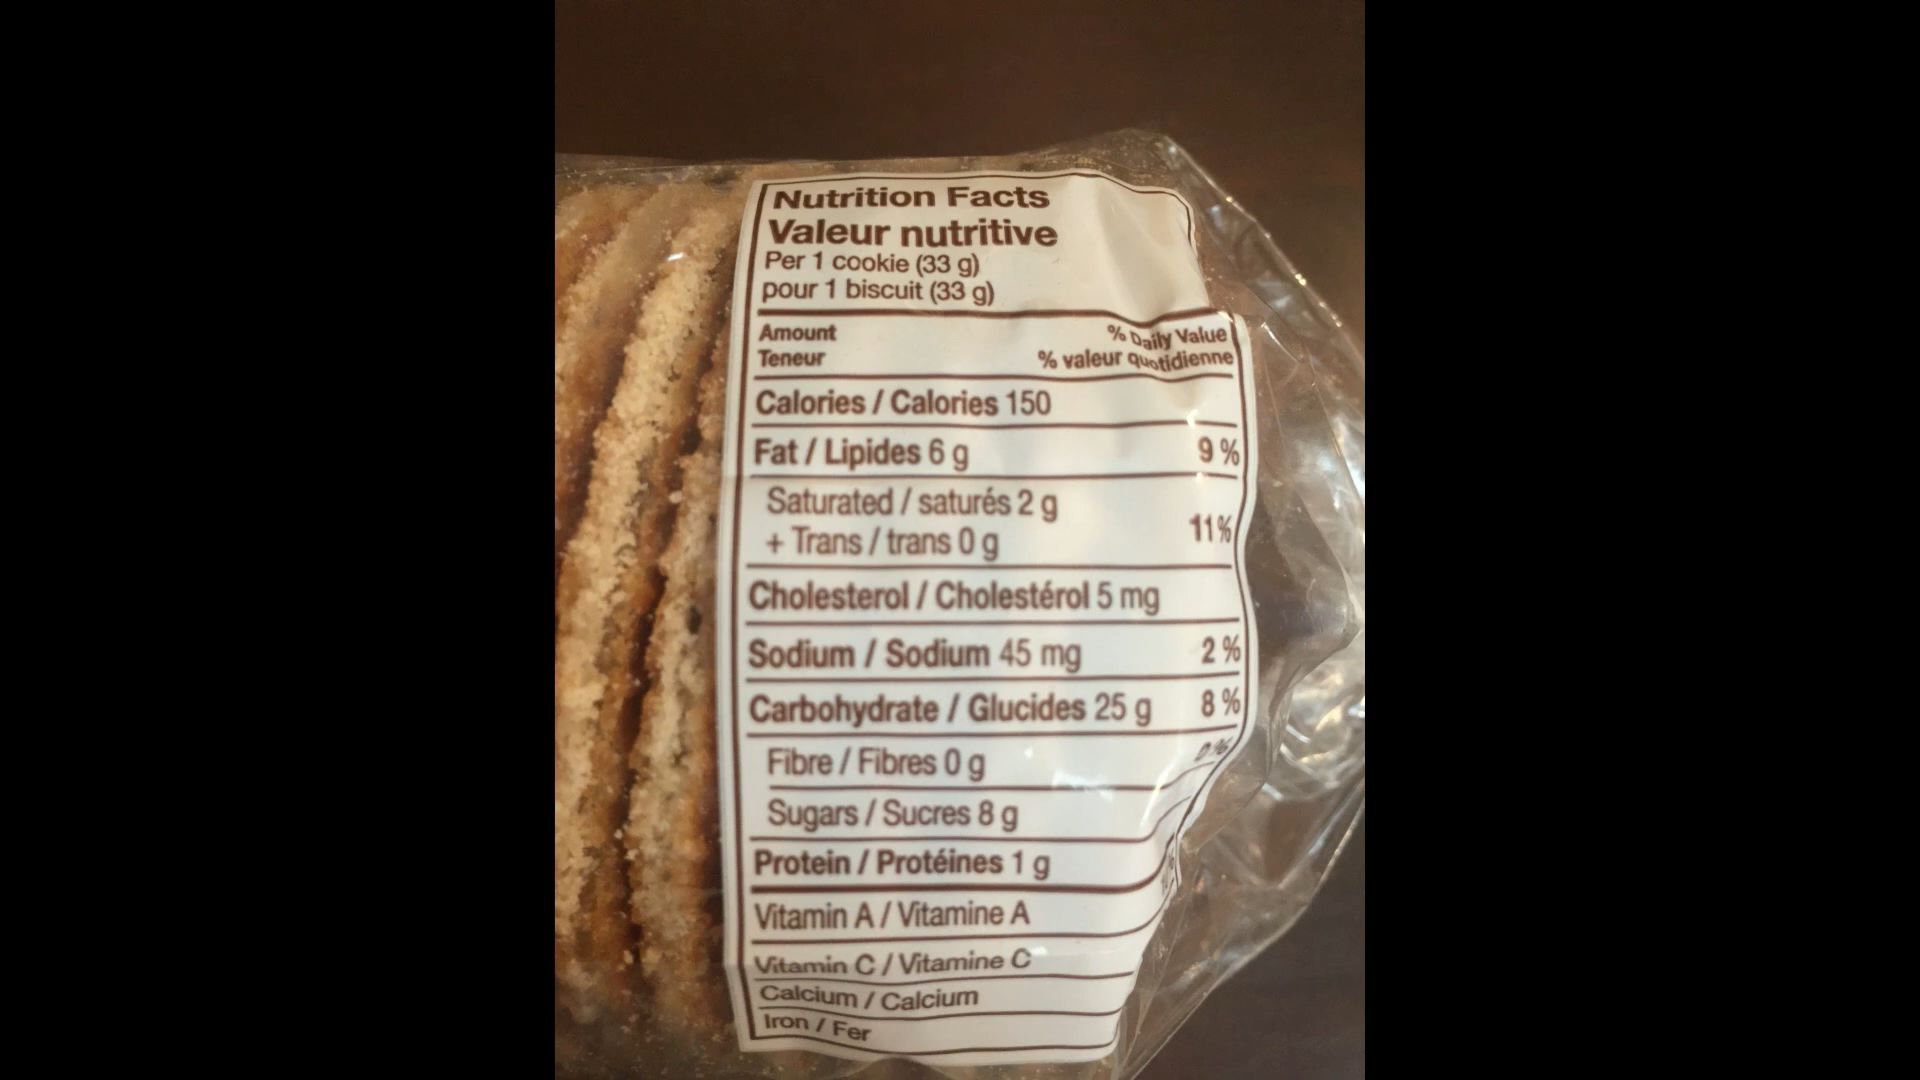 Nutrition Facts
Valeur nutritive
Per 1 cookie (33 g)
pour 1 biscuit (33 g)
Amount % Daily Value
Teneur % valeur quotidienne
Calories / Calories 150
Fat / Lipides 6 g 9 %
Saturated / saturés 2 g
+ Trans / trans 0 g 11 %
Cholesterol / Cholestérol 5 mg
Sodium / Sodium 45 mg 2 %
Carbohydrate / Glucides 25 g 8 %
Fibre / Fibres 0 g 0 %
Sugars / Sucres 8 g
Protein / Protéines 1 g
Vitamin A / Vitamine A
Vitamin C / Vitamine C
Calcium / Calcium
Iron / Fer